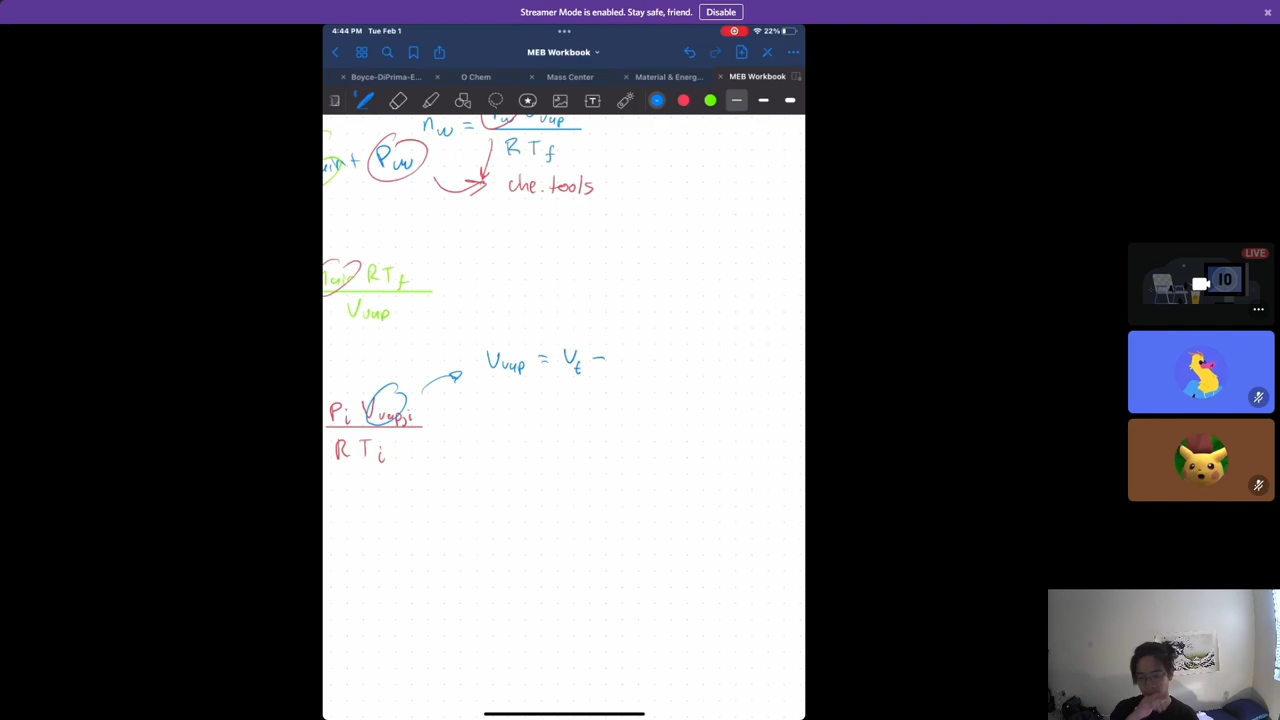 Streamer Mode is enabled. Stay safe, friend. Disable
4:44 PM Tue Feb 1
22%
MEB Workbook
Boyce-DiPrima-E...
O Chem
Mass Center
Material & Energ...
MEB Workbook
n_w = V_vap
R T_f
+ P_w
che.tools
R T_f
V_vap
V_vap = V_t -
P_i V_vap,i
R T_i
LIVE
10